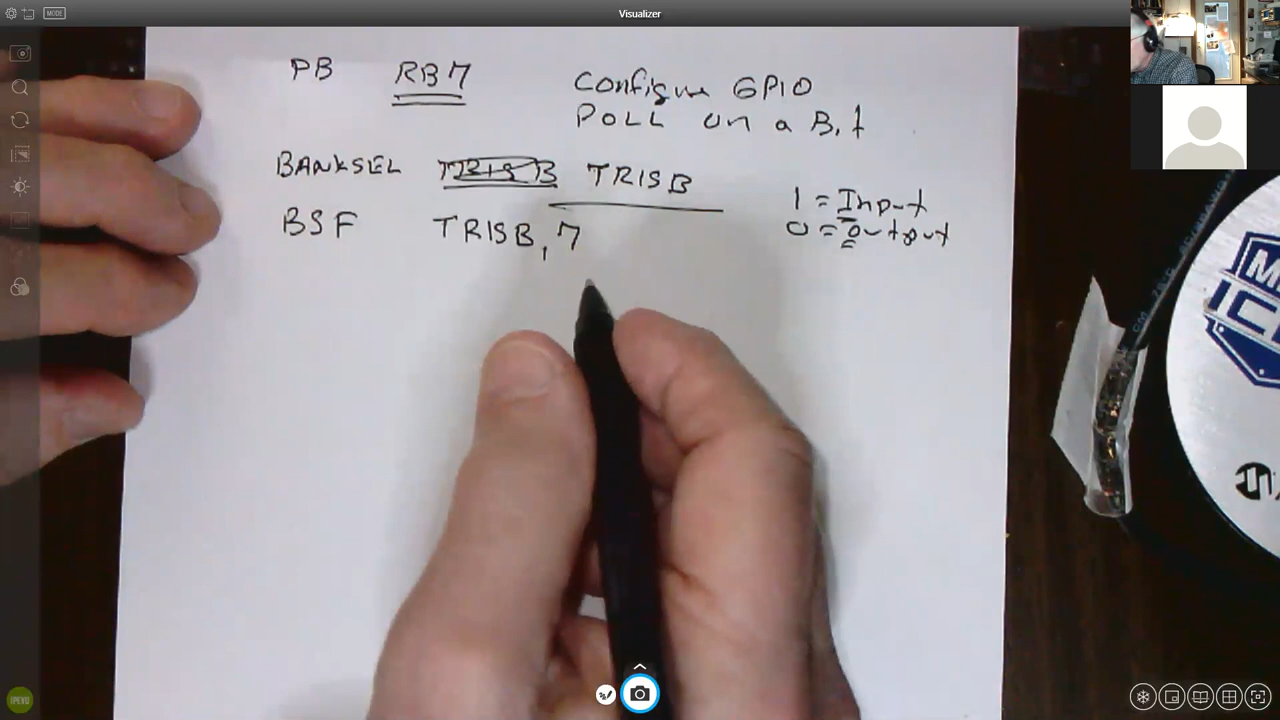 Visualizer
MODE
PB RB7
Configure GPIO
POLL on a Bit
BANKSEL TRISB TRISB
BSF TRISB, 7
1 = Input
0 = Output
IPEVO